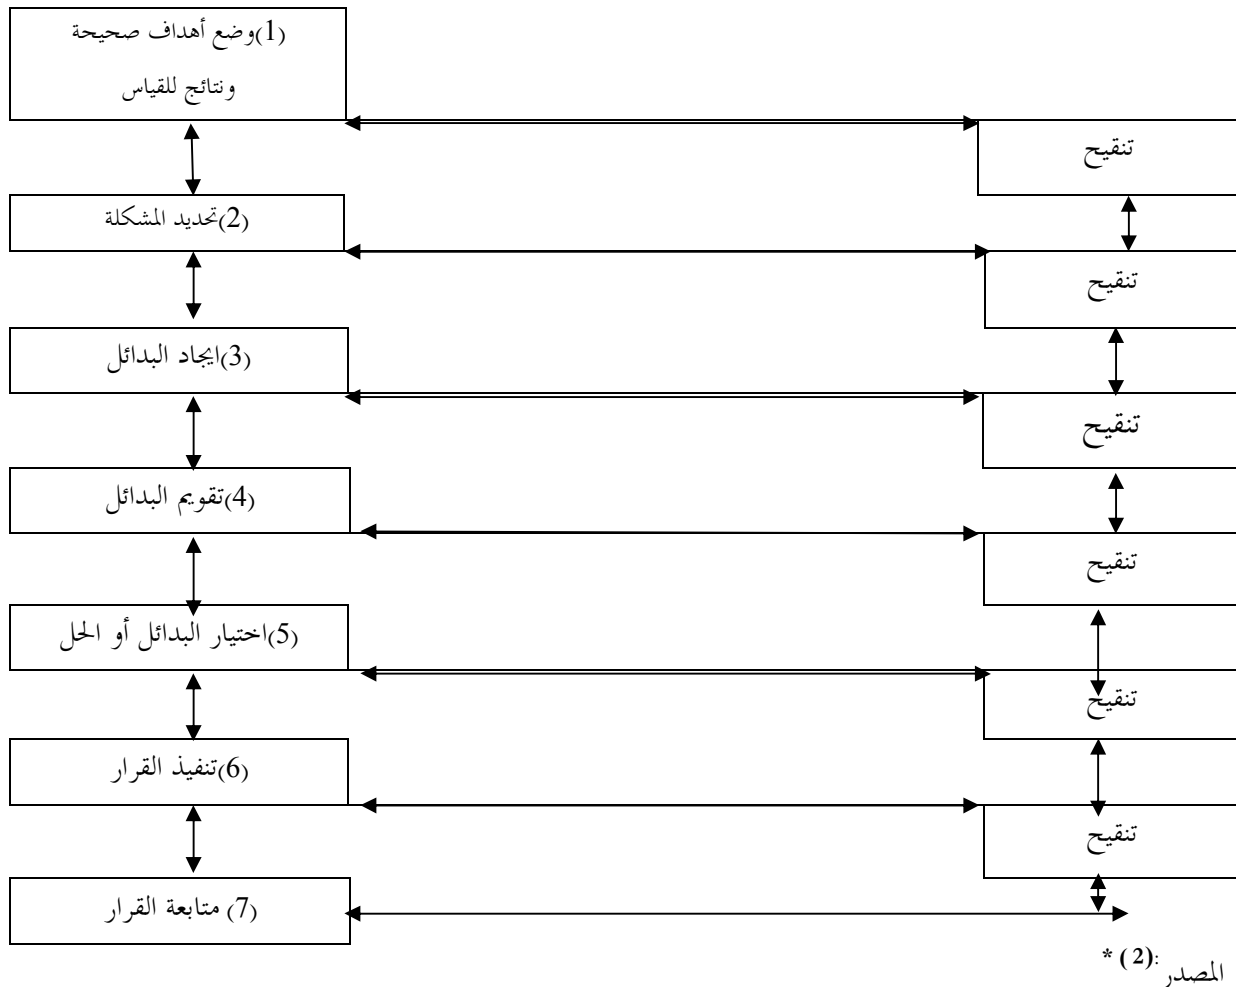 (1)وضع أهداف صحيحة
ونتائج للقياس
تنقيح
(2)تحديد المشكلة
تنقيح
(3)ايجاد البدائل
تنقيح
(4)تقويم البدائل
تنقيح
(5)اختيار البدائل أو الحل
تنقيح
(6)تنفيذ القرار
تنقيح
(7) متابعة القرار
المصدر :(2) *